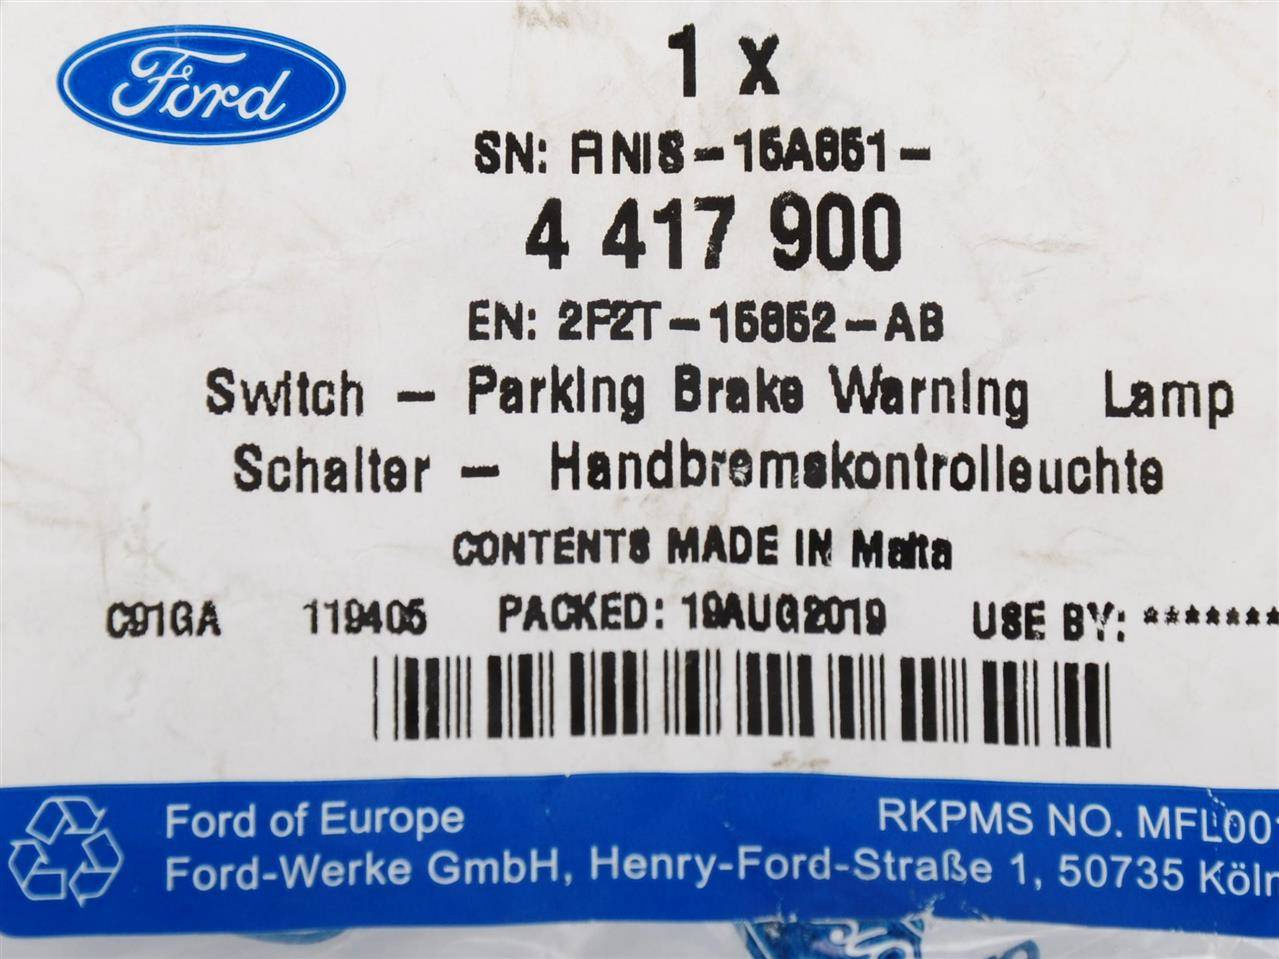 Ford
1 x
SN: ANIS-15A851-
4 417 900
EN: 2F2T-15852-AB
Switch - Parking Brake Warning Lamp
Schalter - Handbremskontrolleuchte
CONTENTS MADE IN Malta
C91GA 119405 PACKED: 19AUG2019 USE BY: *******
Ford of Europe RKPMS NO. MFL001
Ford-Werke GmbH, Henry-Ford-Straße 1, 50735 Köln